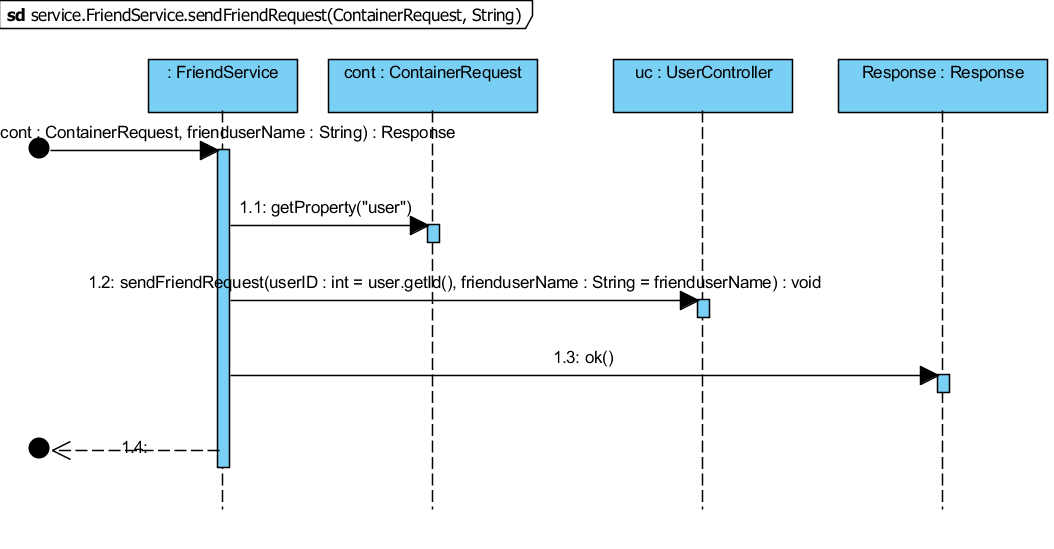 sd service.FriendService.sendFriendRequest(ContainerRequest, String)
: FriendService
cont : ContainerRequest
uc : UserController
Response : Response
cont : ContainerRequest, frienduserName : String) : Response
1.1: getProperty("user")
1.2: sendFriendRequest(userID : int = user.getId(), frienduserName : String = frienduserName) : void
1.3: ok()
1.4: